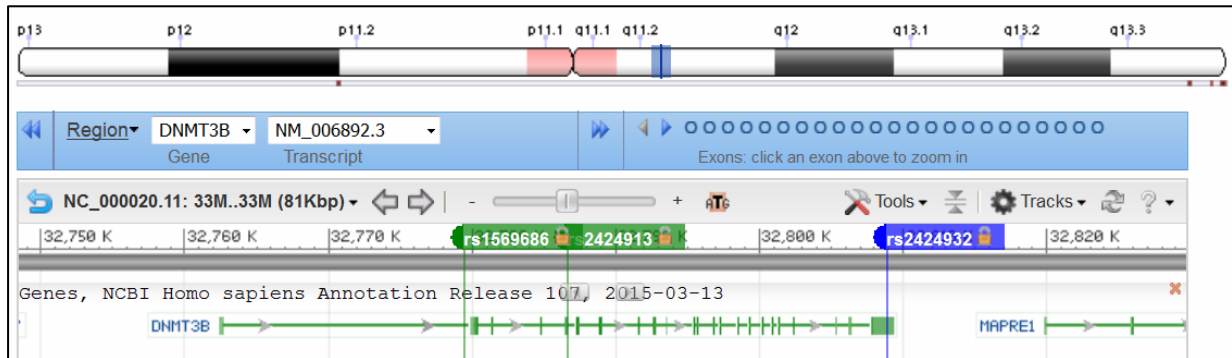 p13 p12 p11.2 p11.1 q11.1 q11.2 q12 q13.1 q13.2 q13.3
Region DNMT3B NM_006892.3
Gene Transcript Exons: click an exon above to zoom in
NC_000020.11: 33M..33M (81Kbp) - + ATG Tools Tracks ?
32,750 K 32,760 K 32,770 K rs1569686 rs2424913 K 32,800 K rs2424932 32,820 K
Genes, NCBI Homo sapiens Annotation Release 107, 2015-03-13
DNMT3B MAPRE1